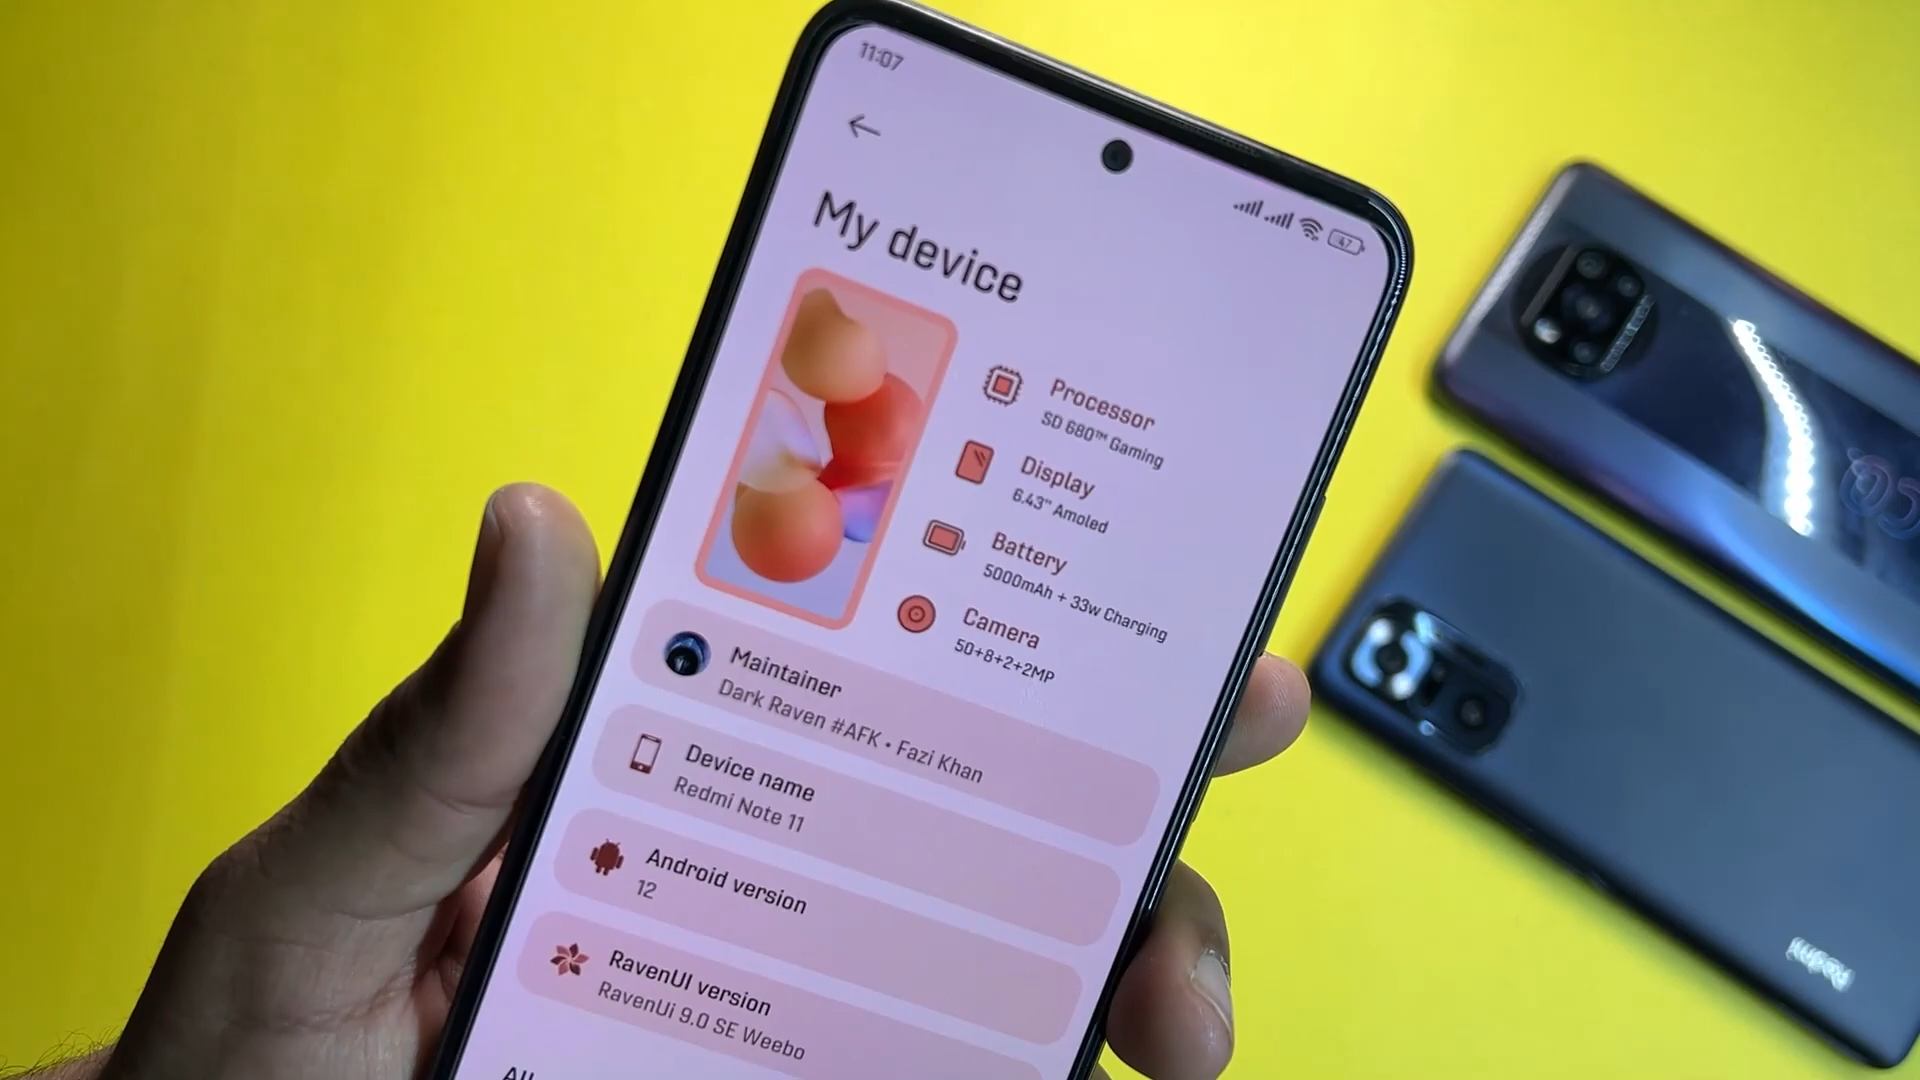 11:07
47
My device
Processor
SD 680™ Gaming
Display
6.43" Amoled
Battery
5000mAh + 33w Charging
Camera
50+8+2+2MP
Maintainer
Dark Raven #AFK • Fazi Khan
Device name
Redmi Note 11
Android version
12
RavenUI version
RavenUi 9.0 SE Weebo
All
Redmi